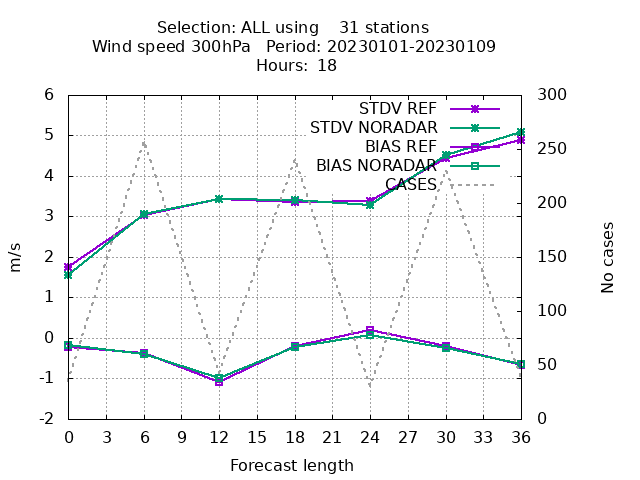 Selection: ALL using    31 stations
Wind speed 300hPa   Period: 20230101-20230109
Hours: 18
STDV REF
STDV NORADAR
BIAS REF
BIAS NORADAR
CASES
6
5
4
3
2
1
0
-1
-2
m/s
300
250
200
150
100
50
0
No cases
0 3 6 9 12 15 18 21 24 27 30 33 36
Forecast length